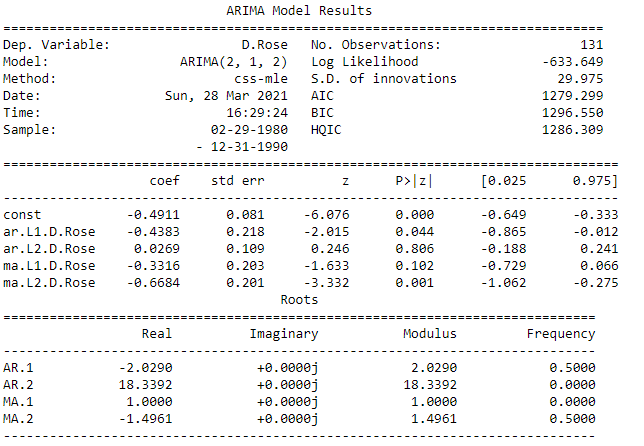 ARIMA Model Results
==============================================================================
Dep. Variable: D.Rose No. Observations: 131
Model: ARIMA(2, 1, 2) Log Likelihood -633.649
Method: css-mle S.D. of innovations 29.975
Date: Sun, 28 Mar 2021 AIC 1279.299
Time: 16:29:24 BIC 1296.550
Sample: 02-29-1980 HQIC 1286.309
- 12-31-1990
==============================================================================
coef std err z P>|z| [0.025 0.975]
------------------------------------------------------------------------------
const -0.4911 0.081 -6.076 0.000 -0.649 -0.333
ar.L1.D.Rose -0.4383 0.218 -2.015 0.044 -0.865 -0.012
ar.L2.D.Rose 0.0269 0.109 0.246 0.806 -0.188 0.241
ma.L1.D.Rose -0.3316 0.203 -1.633 0.102 -0.729 0.066
ma.L2.D.Rose -0.6684 0.201 -3.332 0.001 -1.062 -0.275
Roots
=============================================================================
Real Imaginary Modulus Frequency
-----------------------------------------------------------------------------
AR.1 -2.0290 +0.0000j 2.0290 0.5000
AR.2 18.3392 +0.0000j 18.3392 0.0000
MA.1 1.0000 +0.0000j 1.0000 0.0000
MA.2 -1.4961 +0.0000j 1.4961 0.5000
-----------------------------------------------------------------------------